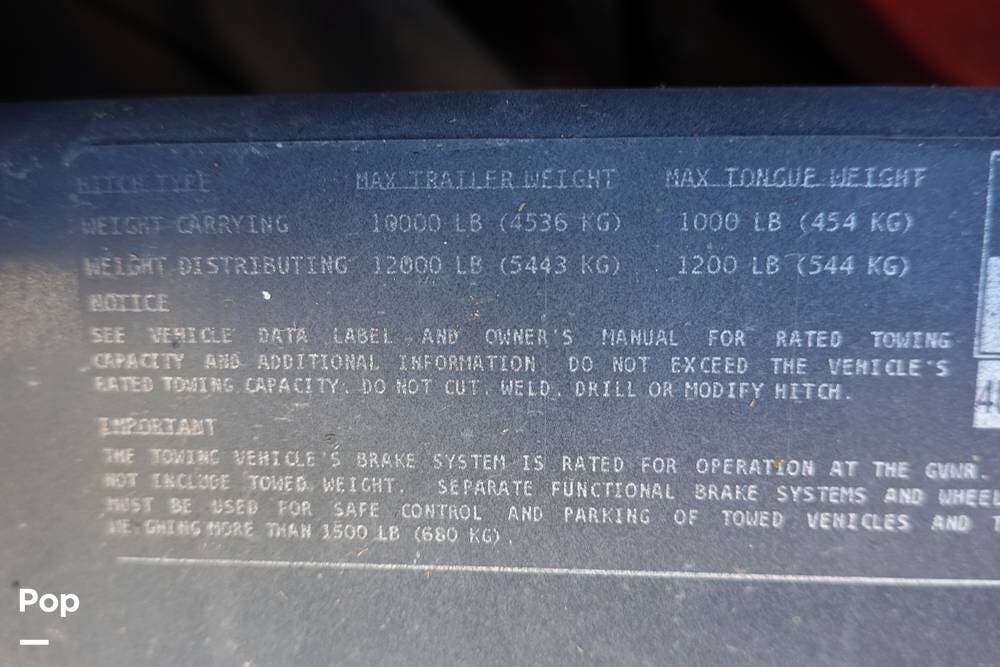 HITCH TYPE MAX TRAILER WEIGHT MAX TONGUE WEIGHT
WEIGHT CARRYING 10000 LB (4536 KG) 1000 LB (454 KG)
WEIGHT DISTRIBUTING 12000 LB (5443 KG) 1200 LB (544 KG)
NOTICE
SEE VEHICLE DATA LABEL AND OWNER'S MANUAL FOR RATED TOWING
CAPACITY AND ADDITIONAL INFORMATION DO NOT EXCEED THE VEHICLE'S
RATED TOWING CAPACITY. DO NOT CUT, WELD, DRILL OR MODIFY HITCH.
IMPORTANT
THE TOWING VEHICLE'S BRAKE SYSTEM IS RATED FOR OPERATION AT THE GVWR.
NOT INCLUDE TOWED WEIGHT. SEPARATE FUNCTIONAL BRAKE SYSTEMS AND WHEEL
MUST BE USED FOR SAFE CONTROL AND PARKING OF TOWED VEHICLES AND T
WEIGHING MORE THAN 1500 LB (680 KG).
Pop